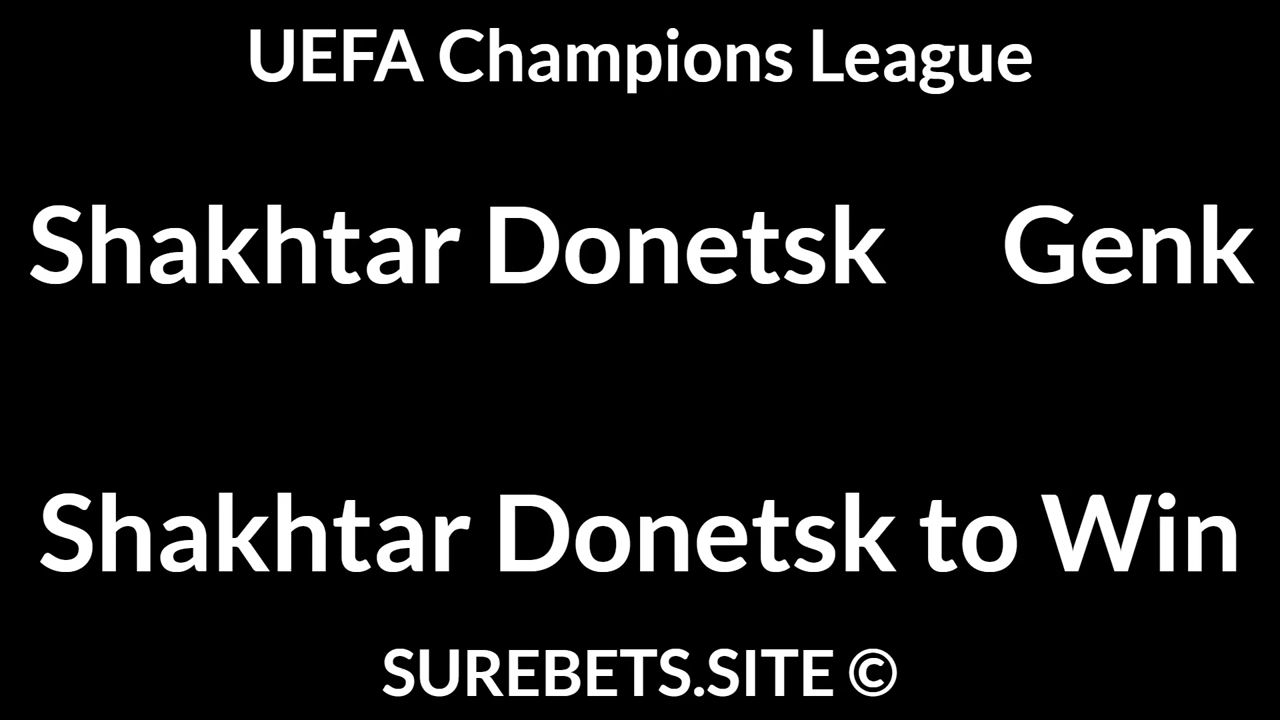 UEFA Champions League
Shakhtar Donetsk Genk
Shakhtar Donetsk to Win
SUREBETS.SITE ©